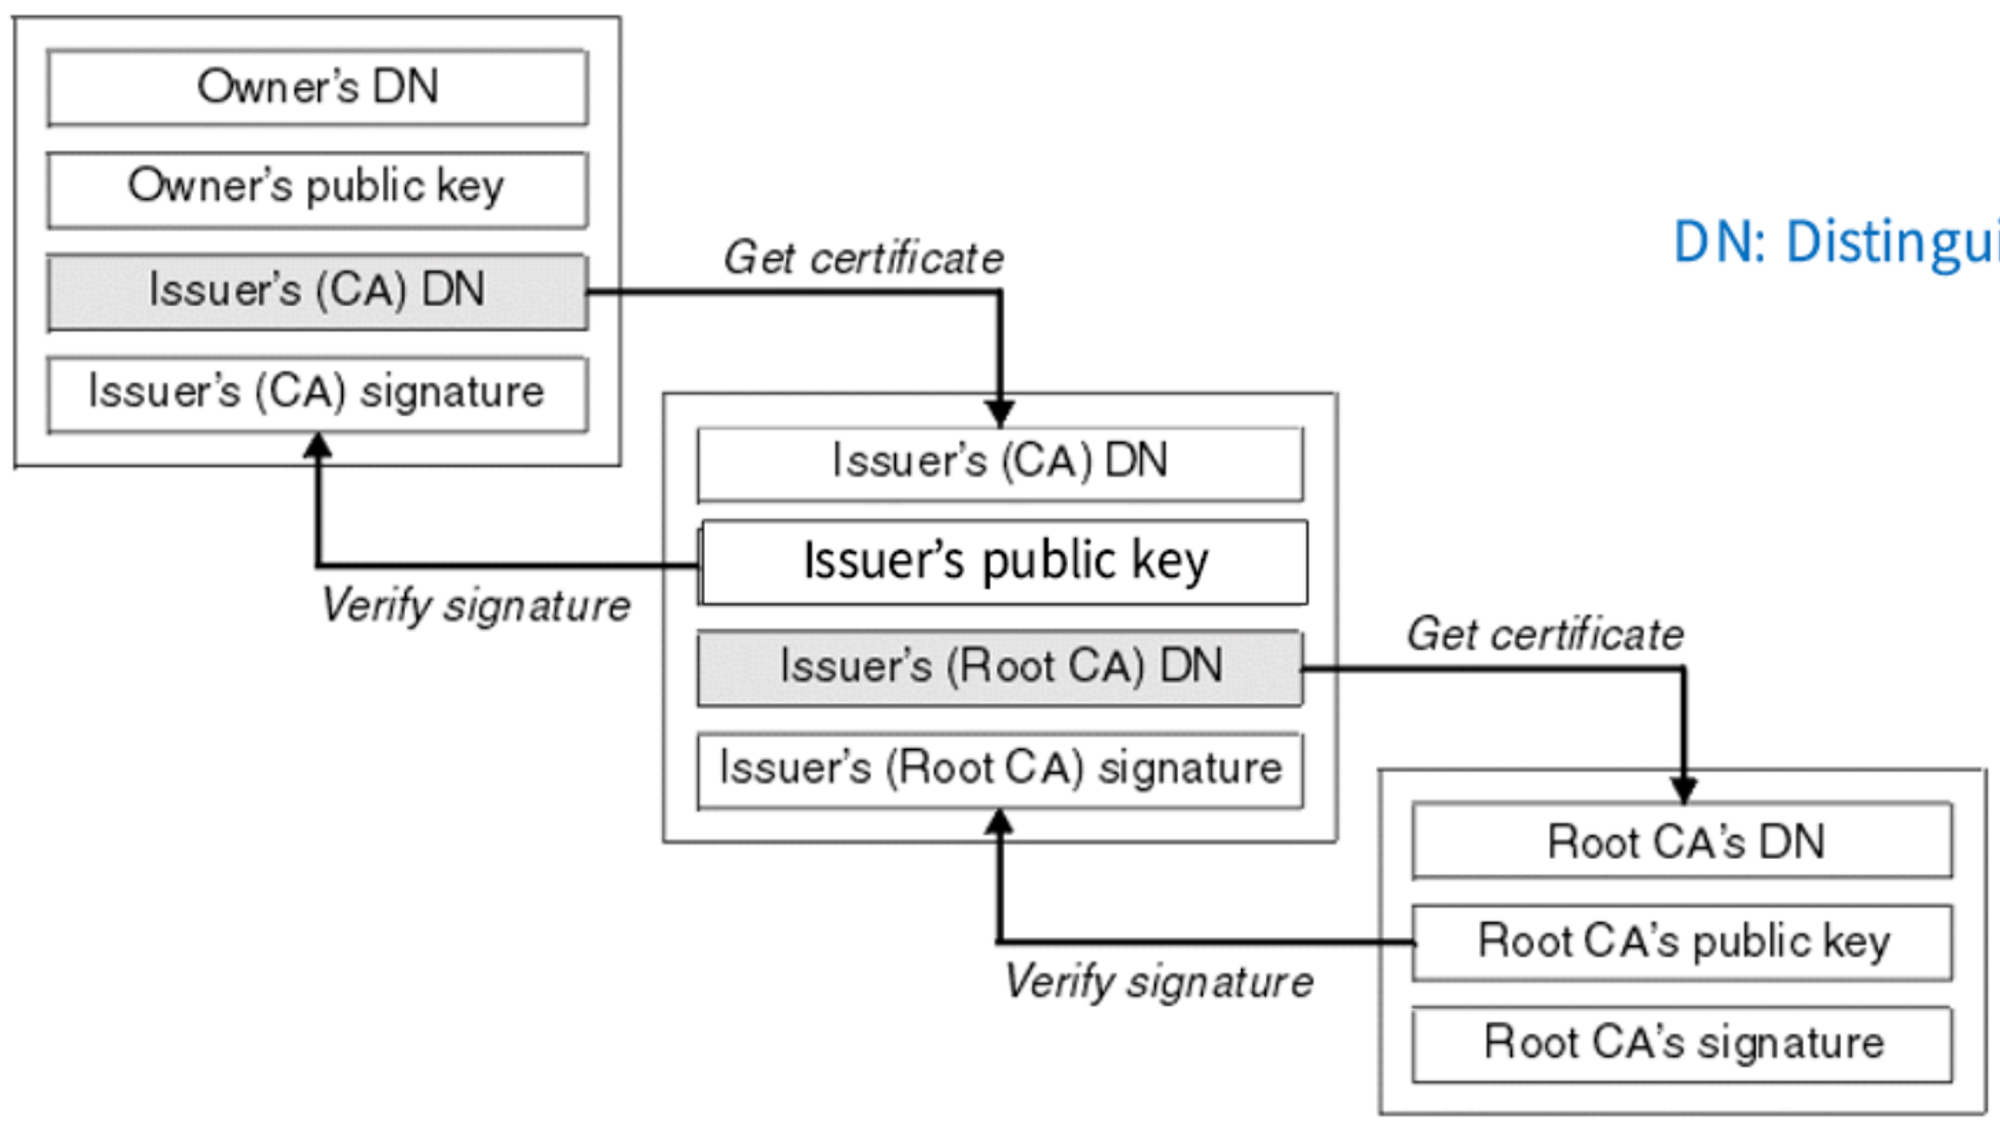 Owner's DN
Owner's public key
Issuer's (CA) DN
Issuer's (CA) signature
Get certificate
DN:
Verify signature
Issuer's (CA) DN
Issuer's public key
Issuer's (Root CA) DN
Issuer's (Root CA) signature
Get certificate
Verify signature
Root CA's DN
Root CA's public key
Root CA's signature